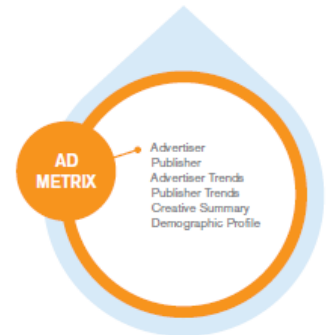 AD
METRIX
Advertiser
Publisher
Advertiser Trends
Publisher Trends
Creative Summary
Demographic Profile